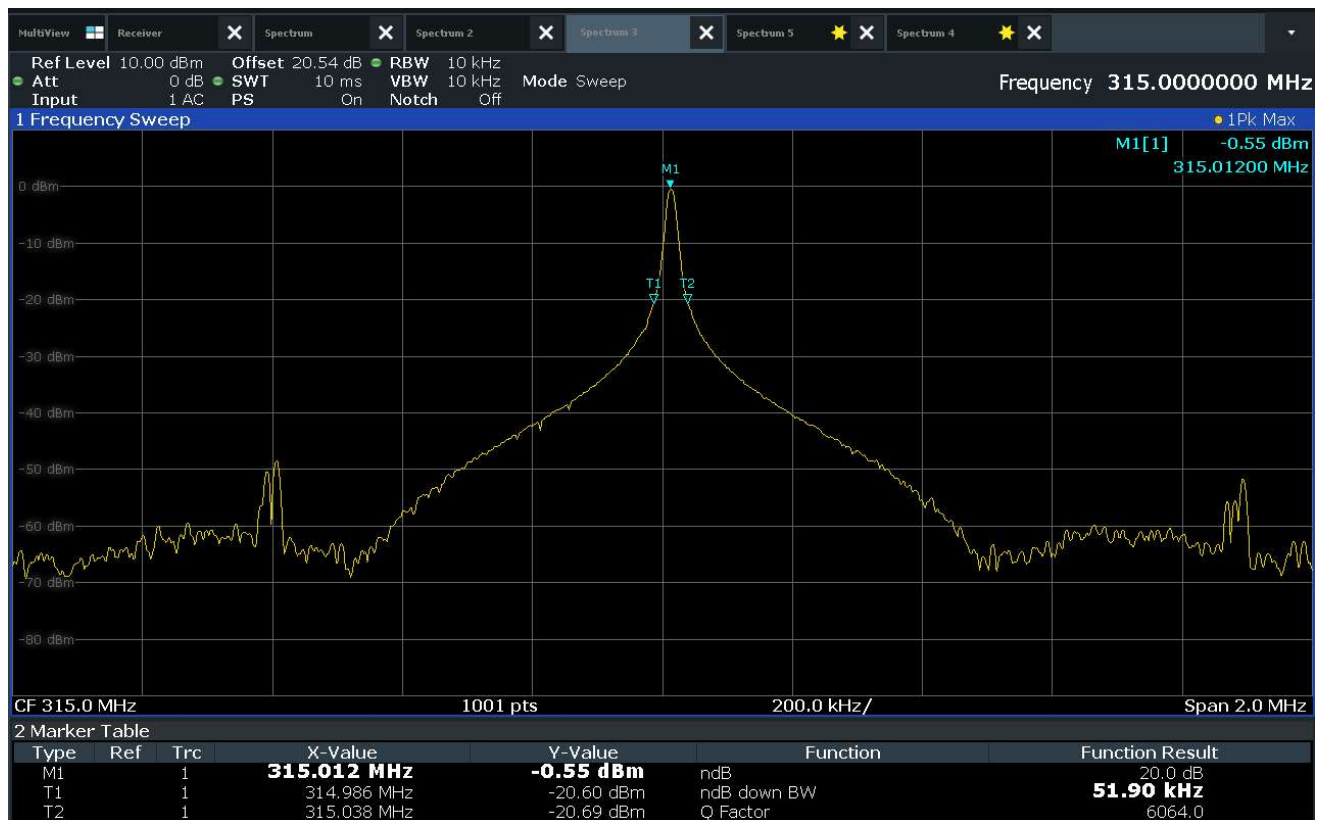 MultiView Receiver Spectrum Spectrum 2 Spectrum 3 Spectrum 5 Spectrum 4
Ref Level 10.00 dBm Offset 20.54 dB RBW 10 kHz
Att 0 dB SWT 10 ms VBW 10 kHz Mode Sweep Frequency 315.0000000 MHz
Input 1 AC PS On Notch Off
1 Frequency Sweep 1Pk Max
M1[1] -0.55 dBm
315.01200 MHz
M1
0 dBm
-10 dBm
T1 T2
-20 dBm
-30 dBm
-40 dBm
-50 dBm
-60 dBm
-70 dBm
-80 dBm
CF 315.0 MHz 1001 pts 200.0 kHz/ Span 2.0 MHz
2 Marker Table
Type Ref Trc X-Value Y-Value Function Function Result
M1 1 315.012 MHz -0.55 dBm ndB 20.0 dB
T1 1 314.986 MHz -20.60 dBm ndB down BW 51.90 kHz
T2 1 315.038 MHz -20.69 dBm Q Factor 6064.0